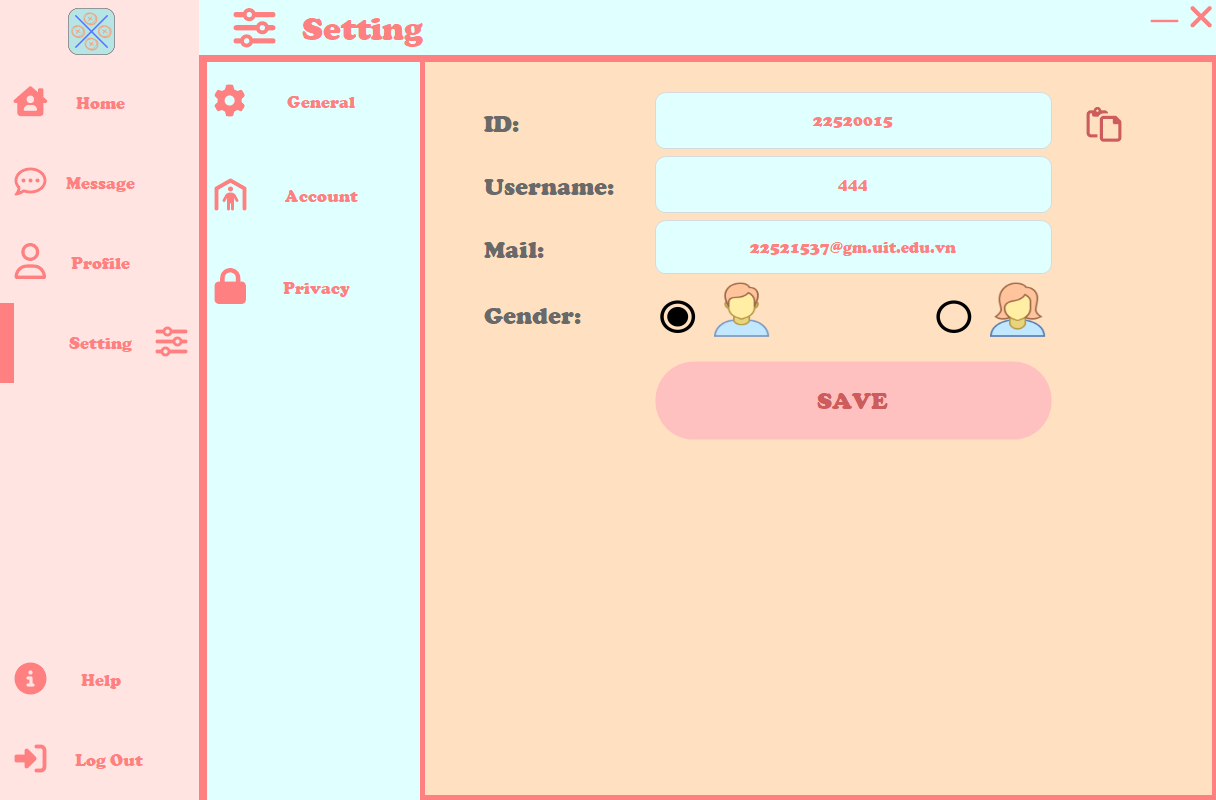 Setting
Home
Message
Profile
Setting
Help
Log Out
General
Account
Privacy
ID:
22520015
Username:
444
Mail:
22521537@gm.uit.edu.vn
Gender:
SAVE